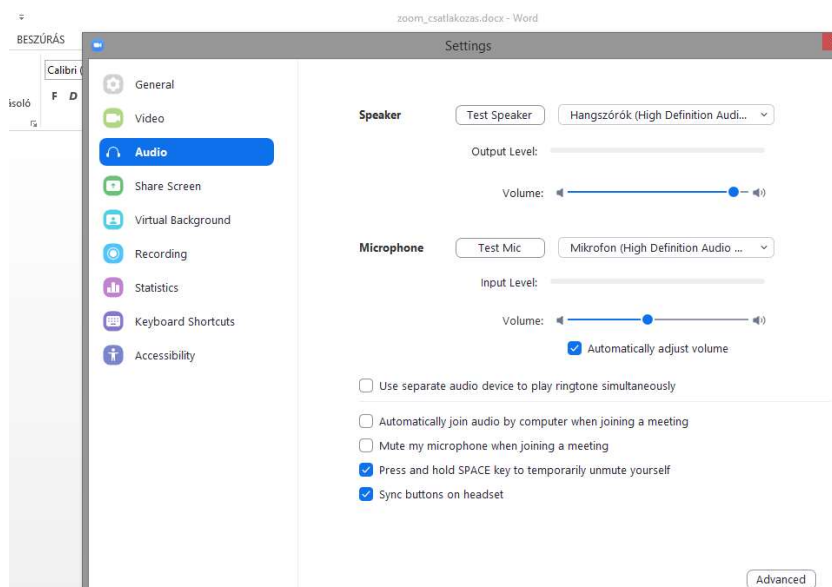 zoom_csatlakozas.docx - Word
BESZÚRÁS
Settings
Calibri (
ásoló
F D
General
Video
Audio
Share Screen
Virtual Background
Recording
Statistics
Keyboard Shortcuts
Accessibility
Speaker Test Speaker Hangszórók (High Definition Audi...
Output Level:
Volume:
Microphone Test Mic Mikrofon (High Definition Audio ...
Input Level:
Volume:
Automatically adjust volume
Use separate audio device to play ringtone simultaneously
Automatically join audio by computer when joining a meeting
Mute my microphone when joining a meeting
Press and hold SPACE key to temporarily unmute yourself
Sync buttons on headset
Advanced